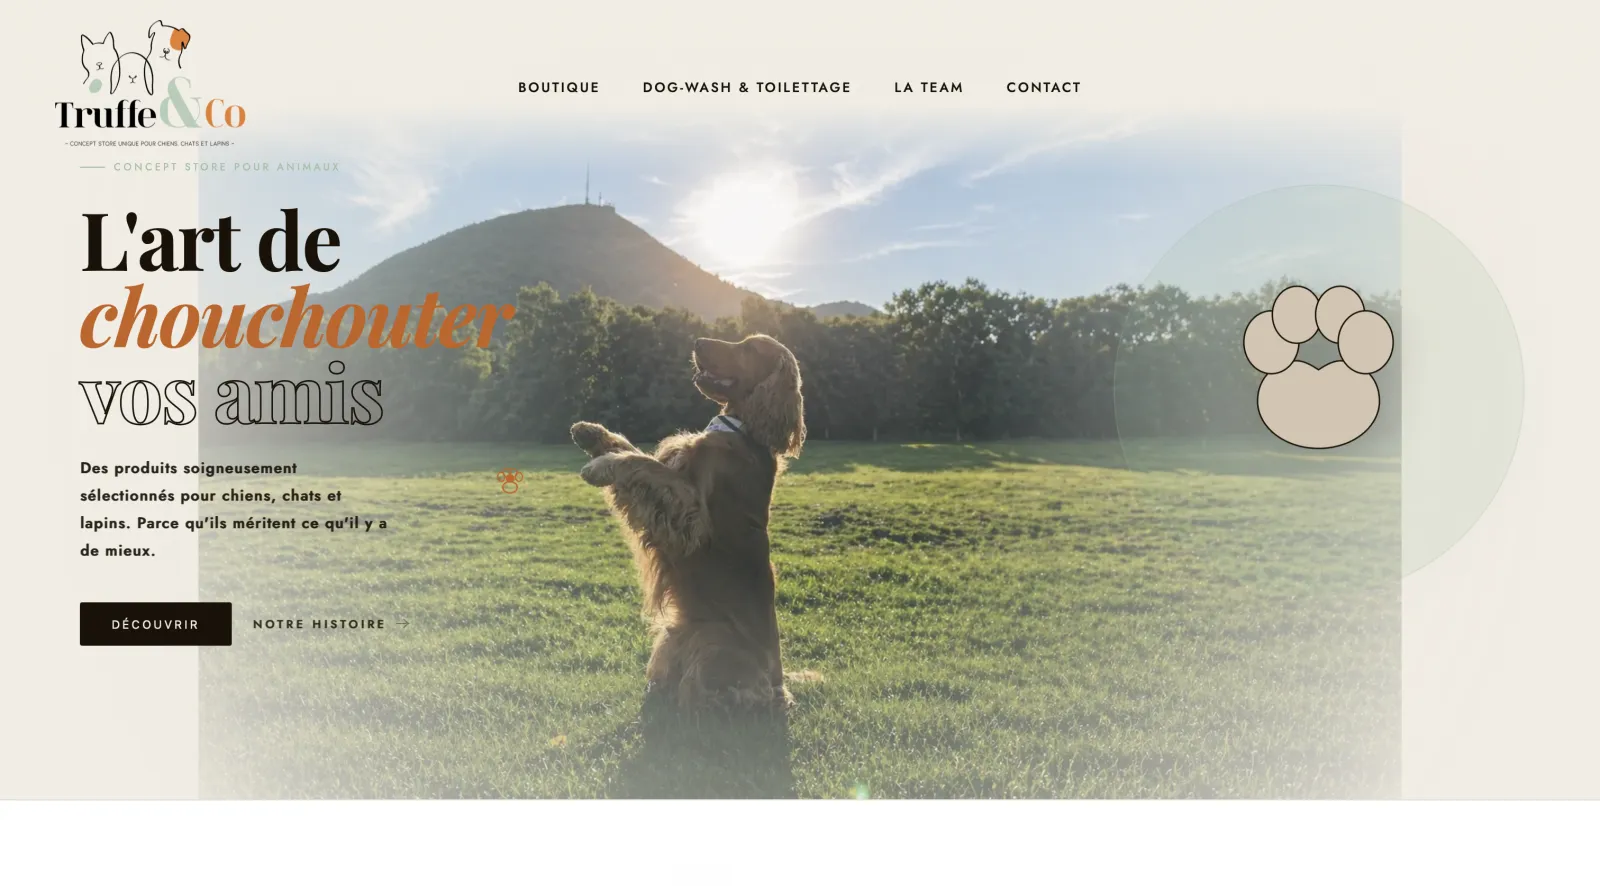 Truffe&Co
~ CONCEPT STORE UNIQUE POUR CHIENS, CHATS ET LAPINS ~
BOUTIQUE
DOG-WASH & TOILETTAGE
LA TEAM
CONTACT
CONCEPT STORE POUR ANIMAUX
L'art de
chouchouter
vos amis
Des produits soigneusement
sélectionnés pour chiens, chats et
lapins. Parce qu'ils méritent ce qu'il y a
de mieux.
DÉCOUVRIR
NOTRE HISTOIRE →